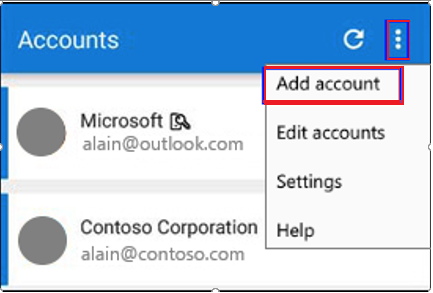 Accounts
Add account
Microsoft
alain@outlook.com
Edit accounts
Settings
Contoso Corporation
Help
alain@contoso.com